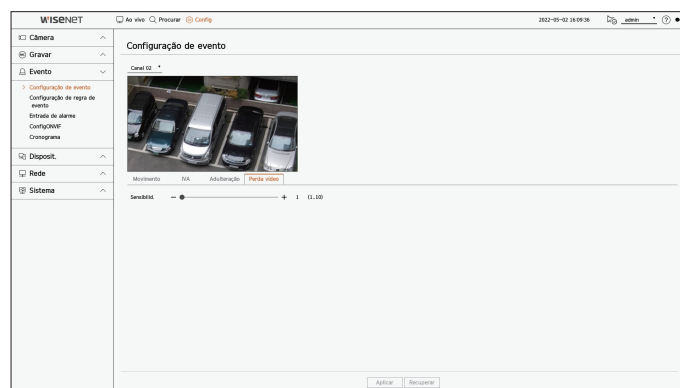 WISENET
Ao vivo Procurar Config 2022-05-02 16:09:36 admin
Câmera
Gravar
Evento
> Configuração de evento
Configuração de regra de
evento
Entrada de alarme
ConfigONVIF
Cronograma
Disposit.
Rede
Sistema
Configuração de evento
Canal 02
Movimento IVA Adulteração Perda vídeo
Sensibilid. − + 1 (1..10)
Aplicar Recuperar